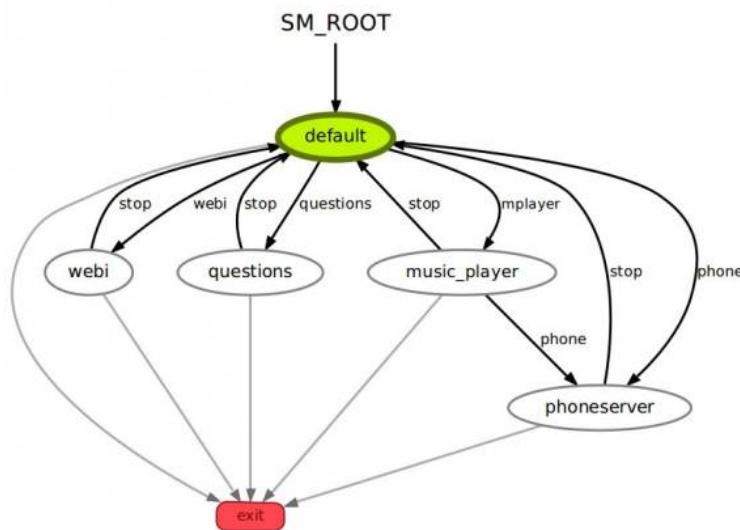 SM_ROOT
default
stop
webi
stop
questions
stop
mplayer
webi
questions
music_player
stop
phone
phone
phoneserver
exit